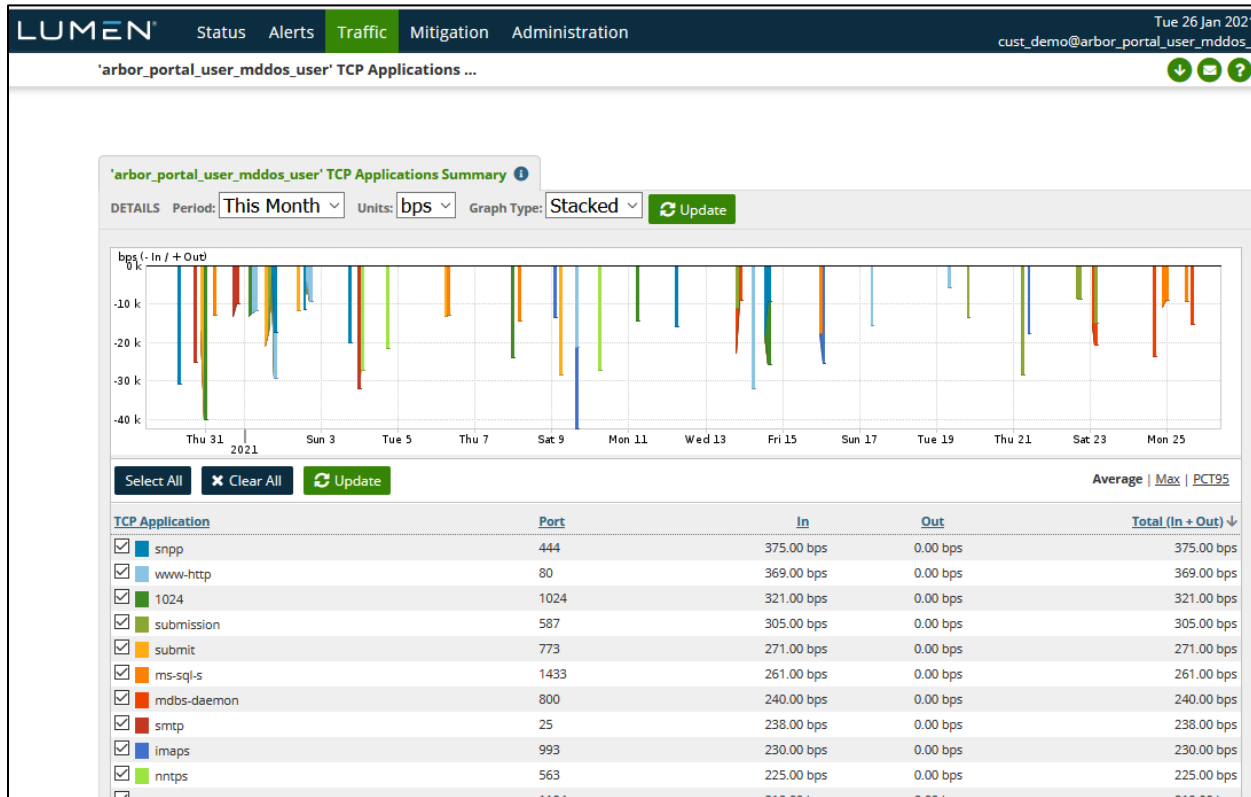 LUMEN Status Alerts Traffic Mitigation Administration Tue 26 Jan 2021
cust_demo@arbor_portal_user_mddos_
'arbor_portal_user_mddos_user' TCP Applications ...
'arbor_portal_user_mddos_user' TCP Applications Summary
DETAILS Period: This Month Units: bps Graph Type: Stacked Update
bps (- In / + Out)
0 k
-10 k
-20 k
-30 k
-40 k
Thu 31 Sun 3 Tue 5 Thu 7 Sat 9 Mon 11 Wed 13 Fri 15 Sun 17 Tue 19 Thu 21 Sat 23 Mon 25
2021
Select All Clear All Update Average | Max | PCT95
TCP Application Port In Out Total (In + Out)
snpp 444 375.00 bps 0.00 bps 375.00 bps
www-http 80 369.00 bps 0.00 bps 369.00 bps
1024 1024 321.00 bps 0.00 bps 321.00 bps
submission 587 305.00 bps 0.00 bps 305.00 bps
submit 773 271.00 bps 0.00 bps 271.00 bps
ms-sql-s 1433 261.00 bps 0.00 bps 261.00 bps
mdbs-daemon 800 240.00 bps 0.00 bps 240.00 bps
smtp 25 238.00 bps 0.00 bps 238.00 bps
imaps 993 230.00 bps 0.00 bps 230.00 bps
nntps 563 225.00 bps 0.00 bps 225.00 bps